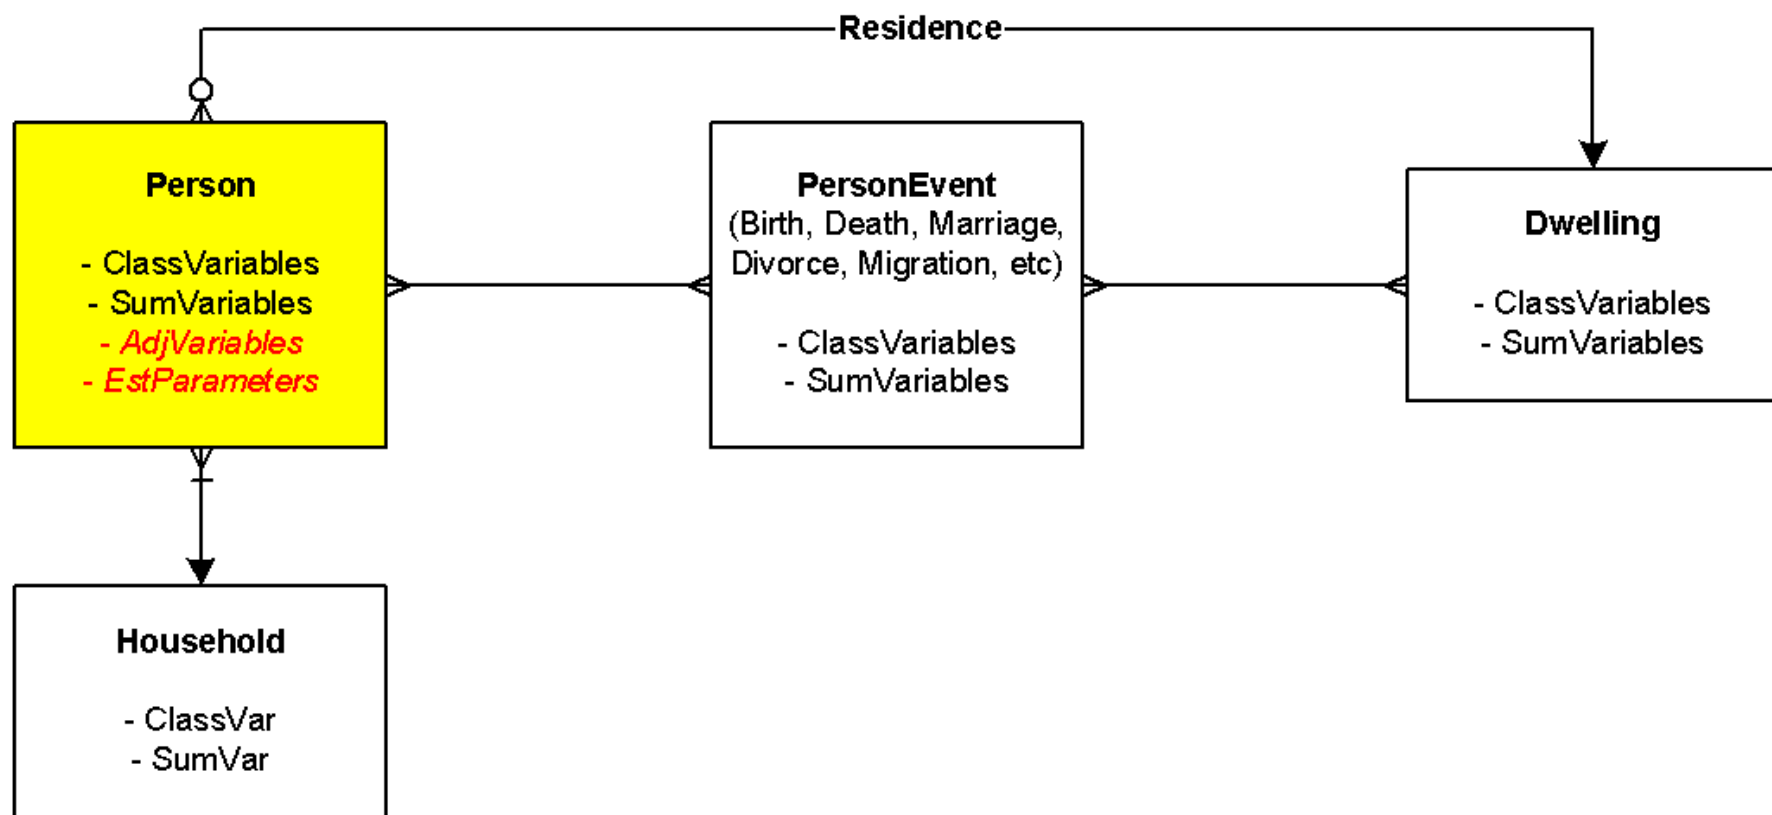 Residence
Person
- ClassVariables
- SumVariables
- AdjVariables
- EstParameters
PersonEvent
(Birth, Death, Marriage,
Divorce, Migration, etc)
- ClassVariables
- SumVariables
Dwelling
- ClassVariables
- SumVariables
Household
- ClassVar
- SumVar